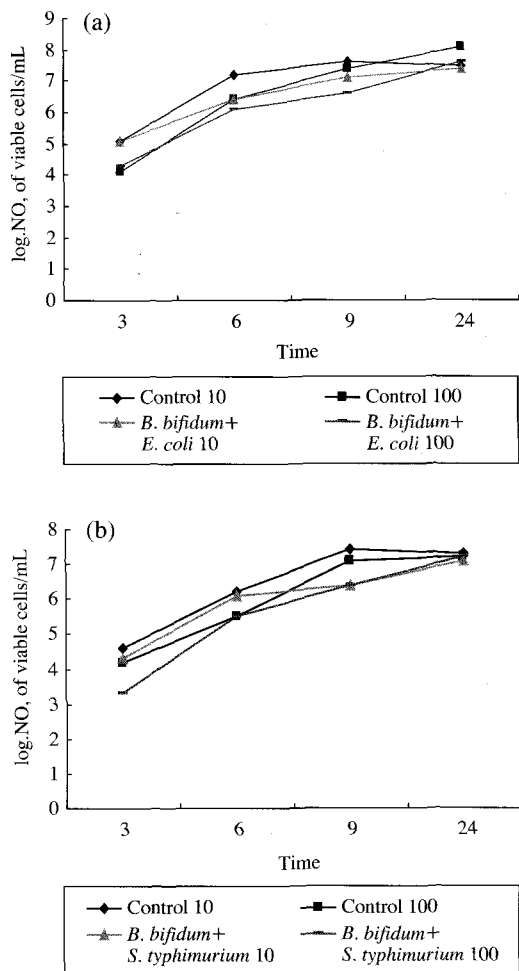 (a)
log.NO, of viable cells/mL
9
8
7
6
5
4
3
2
1
0
3 6 9 24
Time
Control 10 Control 100
B. bifidum+ B. bifidum+
E. coli 10 E. coli 100
(b)
log.NO, of viable cells/mL
8
7
6
5
4
3
2
1
0
3 6 9 24
Time
Control 10 Control 100
B. bifidum+ B. bifidum+
S. typhimurium 10 S. typhimurium 100